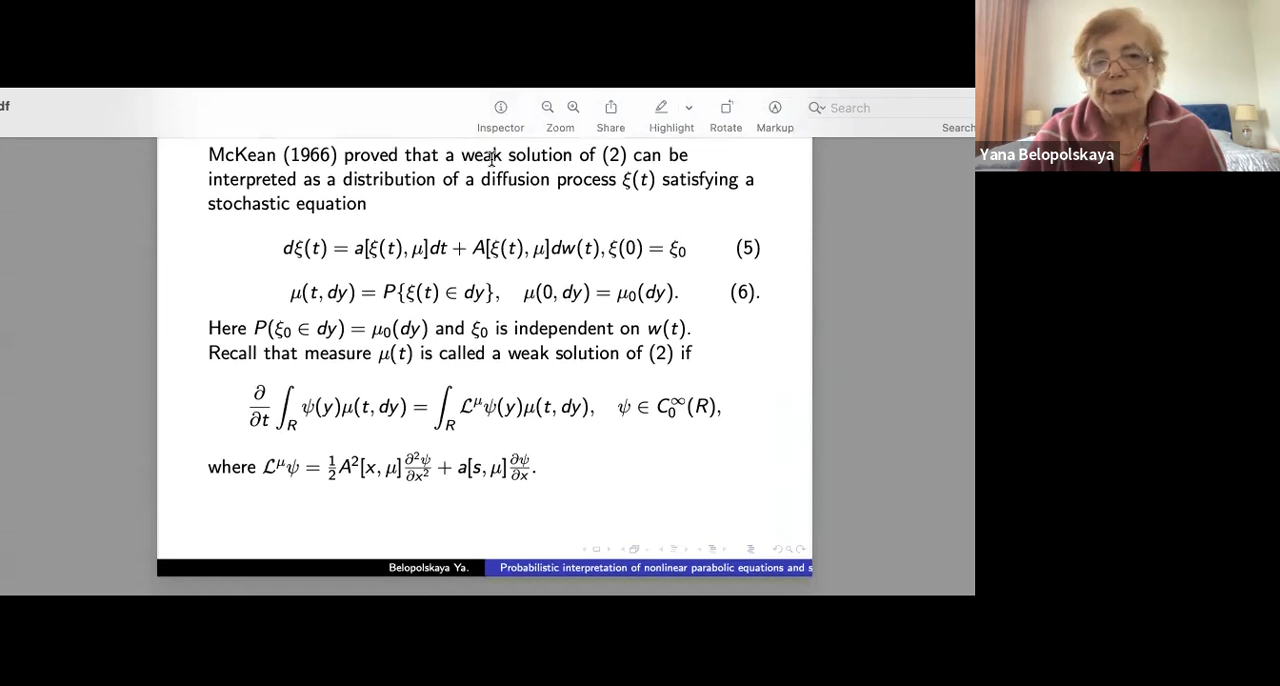 df
Inspector Zoom Share Highlight Rotate Markup Search
Search
McKean (1966) proved that a weak solution of (2) can be
interpreted as a distribution of a diffusion process ξ(t) satisfying a
stochastic equation
dξ(t) = a[ξ(t), μ]dt + A[ξ(t), μ]dw(t), ξ(0) = ξ₀ (5)
μ(t, dy) = P{ξ(t) ∈ dy}, μ(0, dy) = μ₀(dy). (6).
Here P(ξ₀ ∈ dy) = μ₀(dy) and ξ₀ is independent on w(t).
Recall that measure μ(t) is called a weak solution of (2) if
∂/∂t ∫_R ψ(y)μ(t, dy) = ∫_R ℒ^μψ(y)μ(t, dy), ψ ∈ C₀^∞(R),
where ℒ^μψ = ½A²[x, μ]∂²ψ/∂x² + a[s, μ]∂ψ/∂x.
Belopolskaya Ya. Probabilistic interpretation of nonlinear parabolic equations and s
Yana Belopolskaya